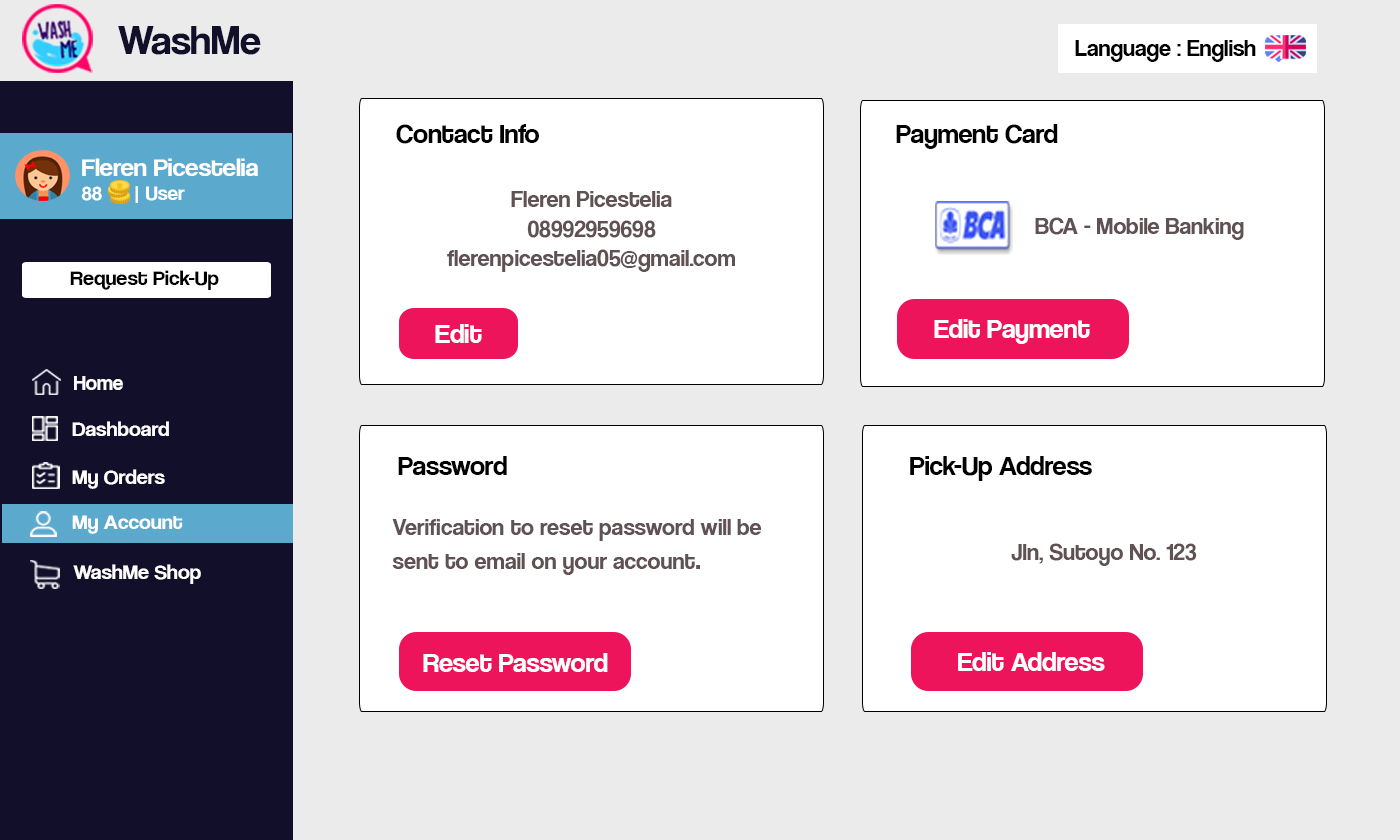 WASH
ME
WashMe
Language : English
Fleren Picestelia
88 | User
Request Pick-Up
Home
Dashboard
My Orders
My Account
WashMe Shop
Contact Info
Fleren Picestelia
08992959698
flerenpicestelia05@gmail.com
Edit
Payment Card
BCA
BCA - Mobile Banking
Edit Payment
Password
Verification to reset password will be
sent to email on your account.
Reset Password
Pick-Up Address
Jln, Sutoyo No. 123
Edit Address